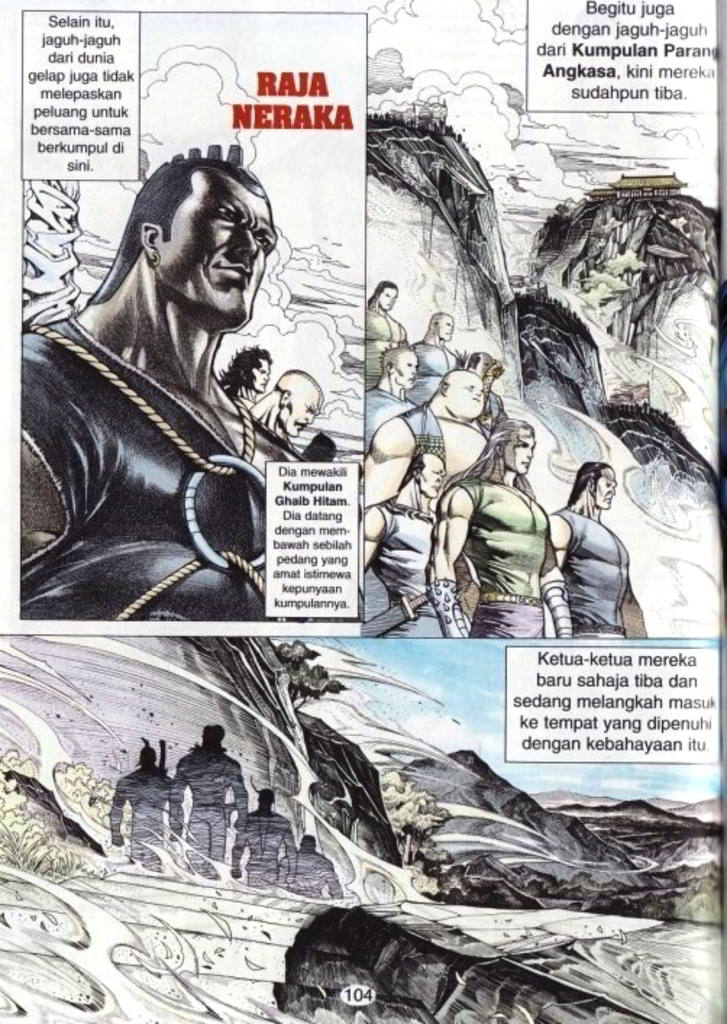 Selain itu,
jaguh-jaguh
dari dunia
gelap juga tidak
melepaskan
peluang untuk
bersama-sama
berkumpul di
sini.
RAJA
NERAKA
Dia mewakili
Kumpulan
Ghaib Hitam.
Dia datang
dengan mem-
bawah sebilah
pedang yang
amat istimewa
kepunyaan
kumpulannya.
Begitu juga
dengan jaguh-jaguh
dari Kumpulan Parang
Angkasa, kini mereka
sudahpun tiba.
Ketua-ketua mereka
baru sahaja tiba dan
sedang melangkah masuk
ke tempat yang dipenuhi
dengan kebahayaan itu.
104